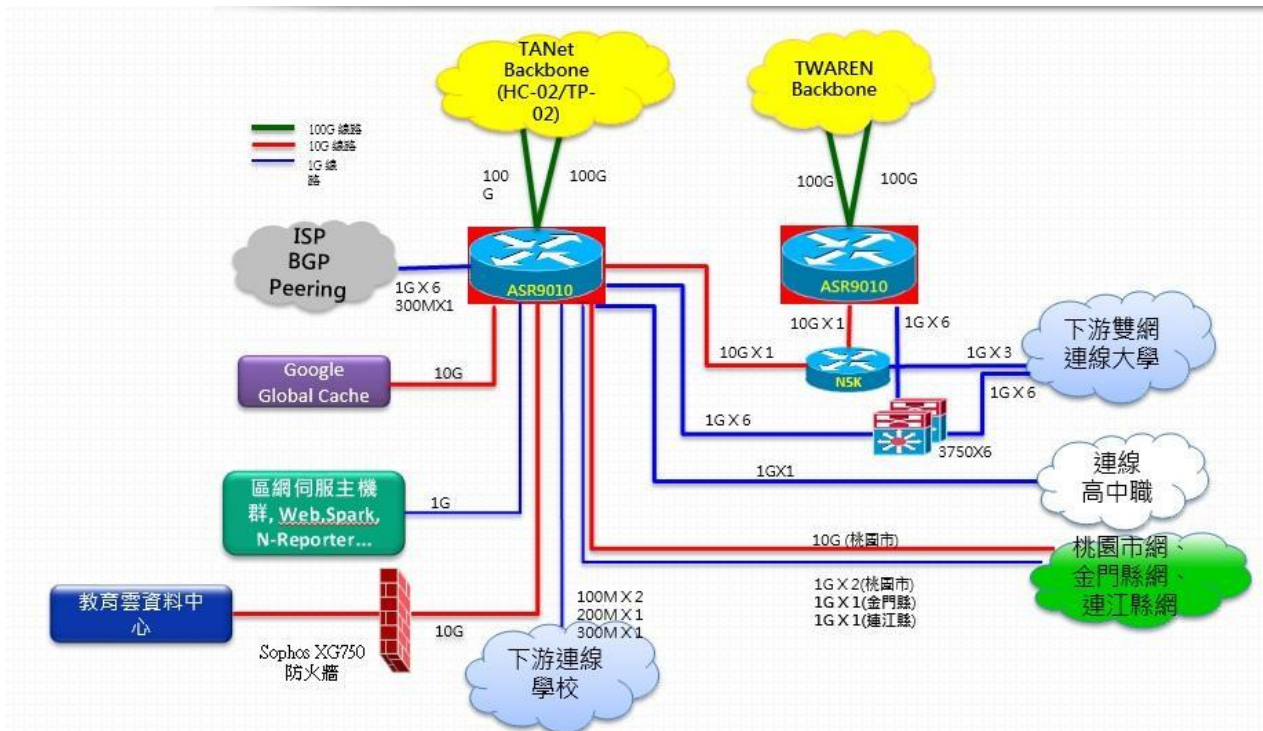 TANet
Backbone
(HC-02/TP-
02)
TWAREN
Backbone
100G 線路
10G 線路
1G 線
路
100
G
100G
100G
100G
ISP
BGP
Peering
1G X 6
300MX1
ASR9010
ASR9010
10G X 1
1G X 6
下游雙網
連線大學
Google
Global Cache
10G
10G X 1
N5K
1G X 3
1G X 6
1G X 6
3750X6
1GX1
連線
高中職
區網伺服主機
群, Web,Spark,
N-Reporter...
1G
10G (桃園市)
桃園市網、
金門縣網、
連江縣網
1G X 2(桃園市)
1G X 1(金門縣)
1G X 1(連江縣)
教育雲資料中
心
10G
Sophos XG750
防火牆
100M X 2
200M X 1
300M X 1
下游連線
學校